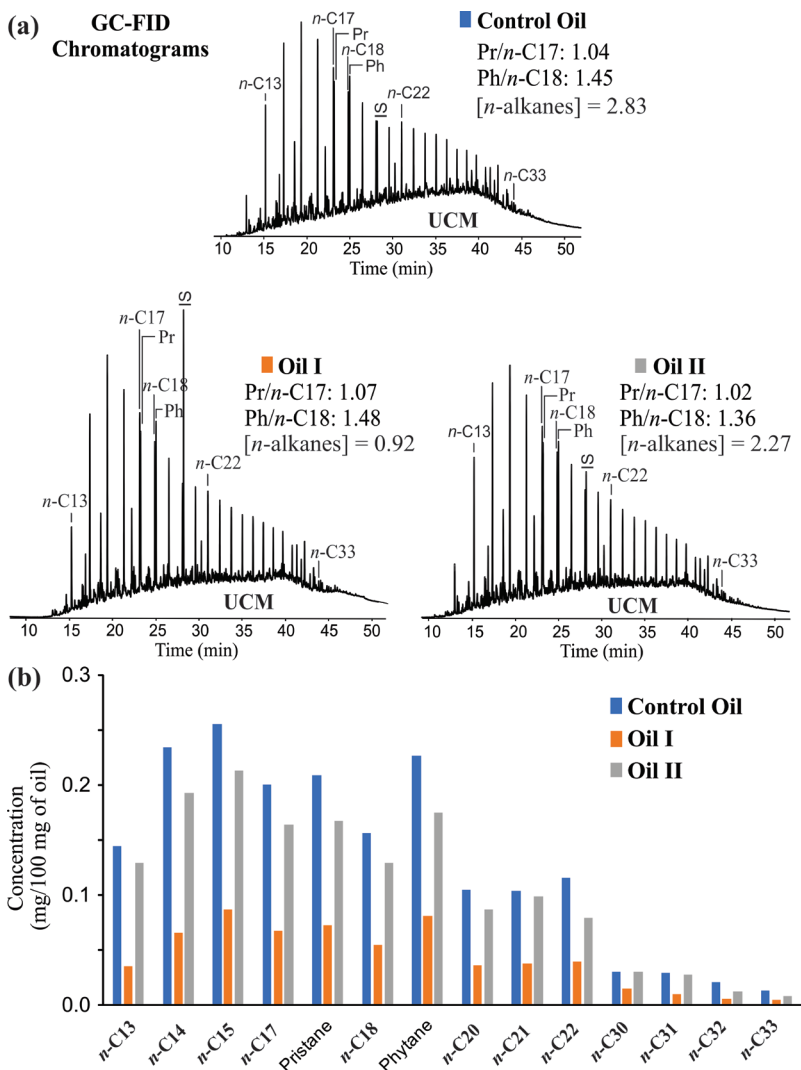 (a)
GC-FID
Chromatograms
n-C13
n-C17
Pr
n-C18
Ph
IS
n-C22
n-C33
UCM
10 15 20 25 30 35 40 45 50
Time (min)
Control Oil
Pr/n-C17: 1.04
Ph/n-C18: 1.45
[n-alkanes] = 2.83
n-C13
n-C17
Pr
n-C18
Ph
IS
n-C22
n-C33
UCM
10 15 20 25 30 35 40 45 50
Time (min)
Oil I
Pr/n-C17: 1.07
Ph/n-C18: 1.48
[n-alkanes] = 0.92
n-C13
n-C17
Pr
n-C18
Ph
IS
n-C22
n-C33
UCM
10 15 20 25 30 35 40 45 50
Time (min)
Oil II
Pr/n-C17: 1.02
Ph/n-C18: 1.36
[n-alkanes] = 2.27
(b)
0.3
0.2
0.1
0.0
Concentration
(mg/100 mg of oil)
Control Oil
Oil I
Oil II
n-C13
n-C14
n-C15
n-C17
Pristane
n-C18
Phytane
n-C20
n-C21
n-C22
n-C30
n-C31
n-C32
n-C33